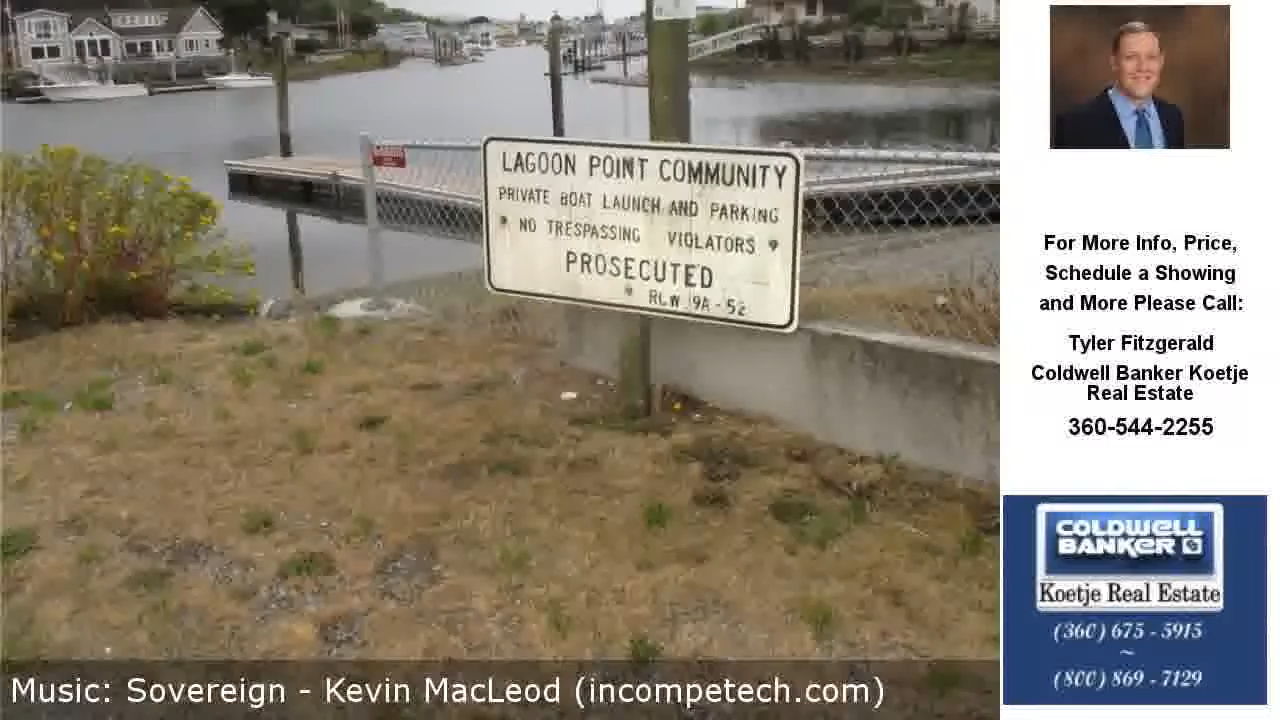 LAGOON POINT COMMUNITY
PRIVATE BOAT LAUNCH AND PARKING
* NO TRESPASSING VIOLATORS *
PROSECUTED
* RCW 9A-52
For More Info, Price,
Schedule a Showing
and More Please Call:
Tyler Fitzgerald
Coldwell Banker Koetje
Real Estate
360-544-2255
COLDWELL
BANKER
Koetje Real Estate
(360) 675 - 5915
~
(800) 869 - 7129
Music: Sovereign - Kevin MacLeod (incompetech.com)